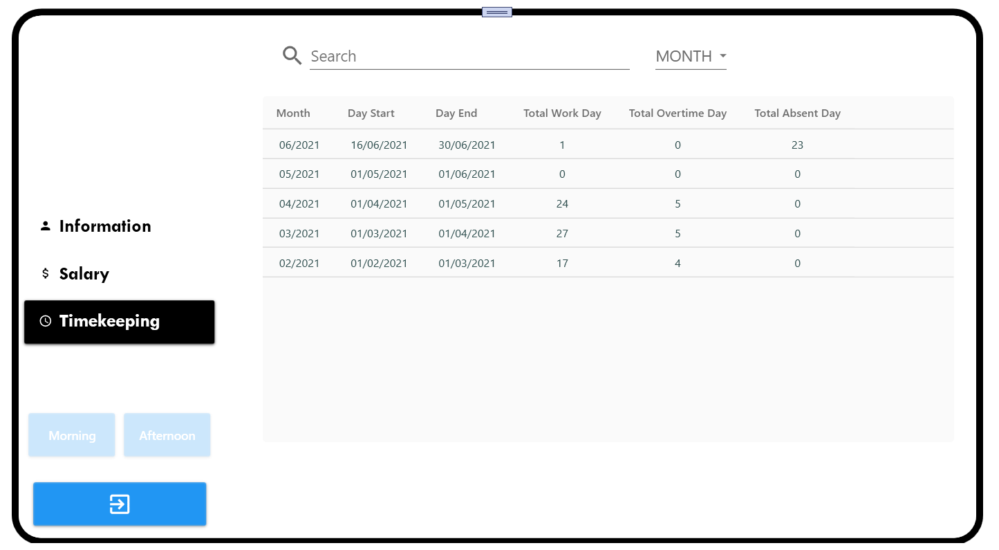 Search MONTH
Month Day Start Day End Total Work Day Total Overtime Day Total Absent Day
06/2021 16/06/2021 30/06/2021 1 0 23
05/2021 01/05/2021 01/06/2021 0 0 0
04/2021 01/04/2021 01/05/2021 24 5 0
03/2021 01/03/2021 01/04/2021 27 5 0
02/2021 01/02/2021 01/03/2021 17 4 0
Information
$ Salary
Timekeeping
Morning Afternoon